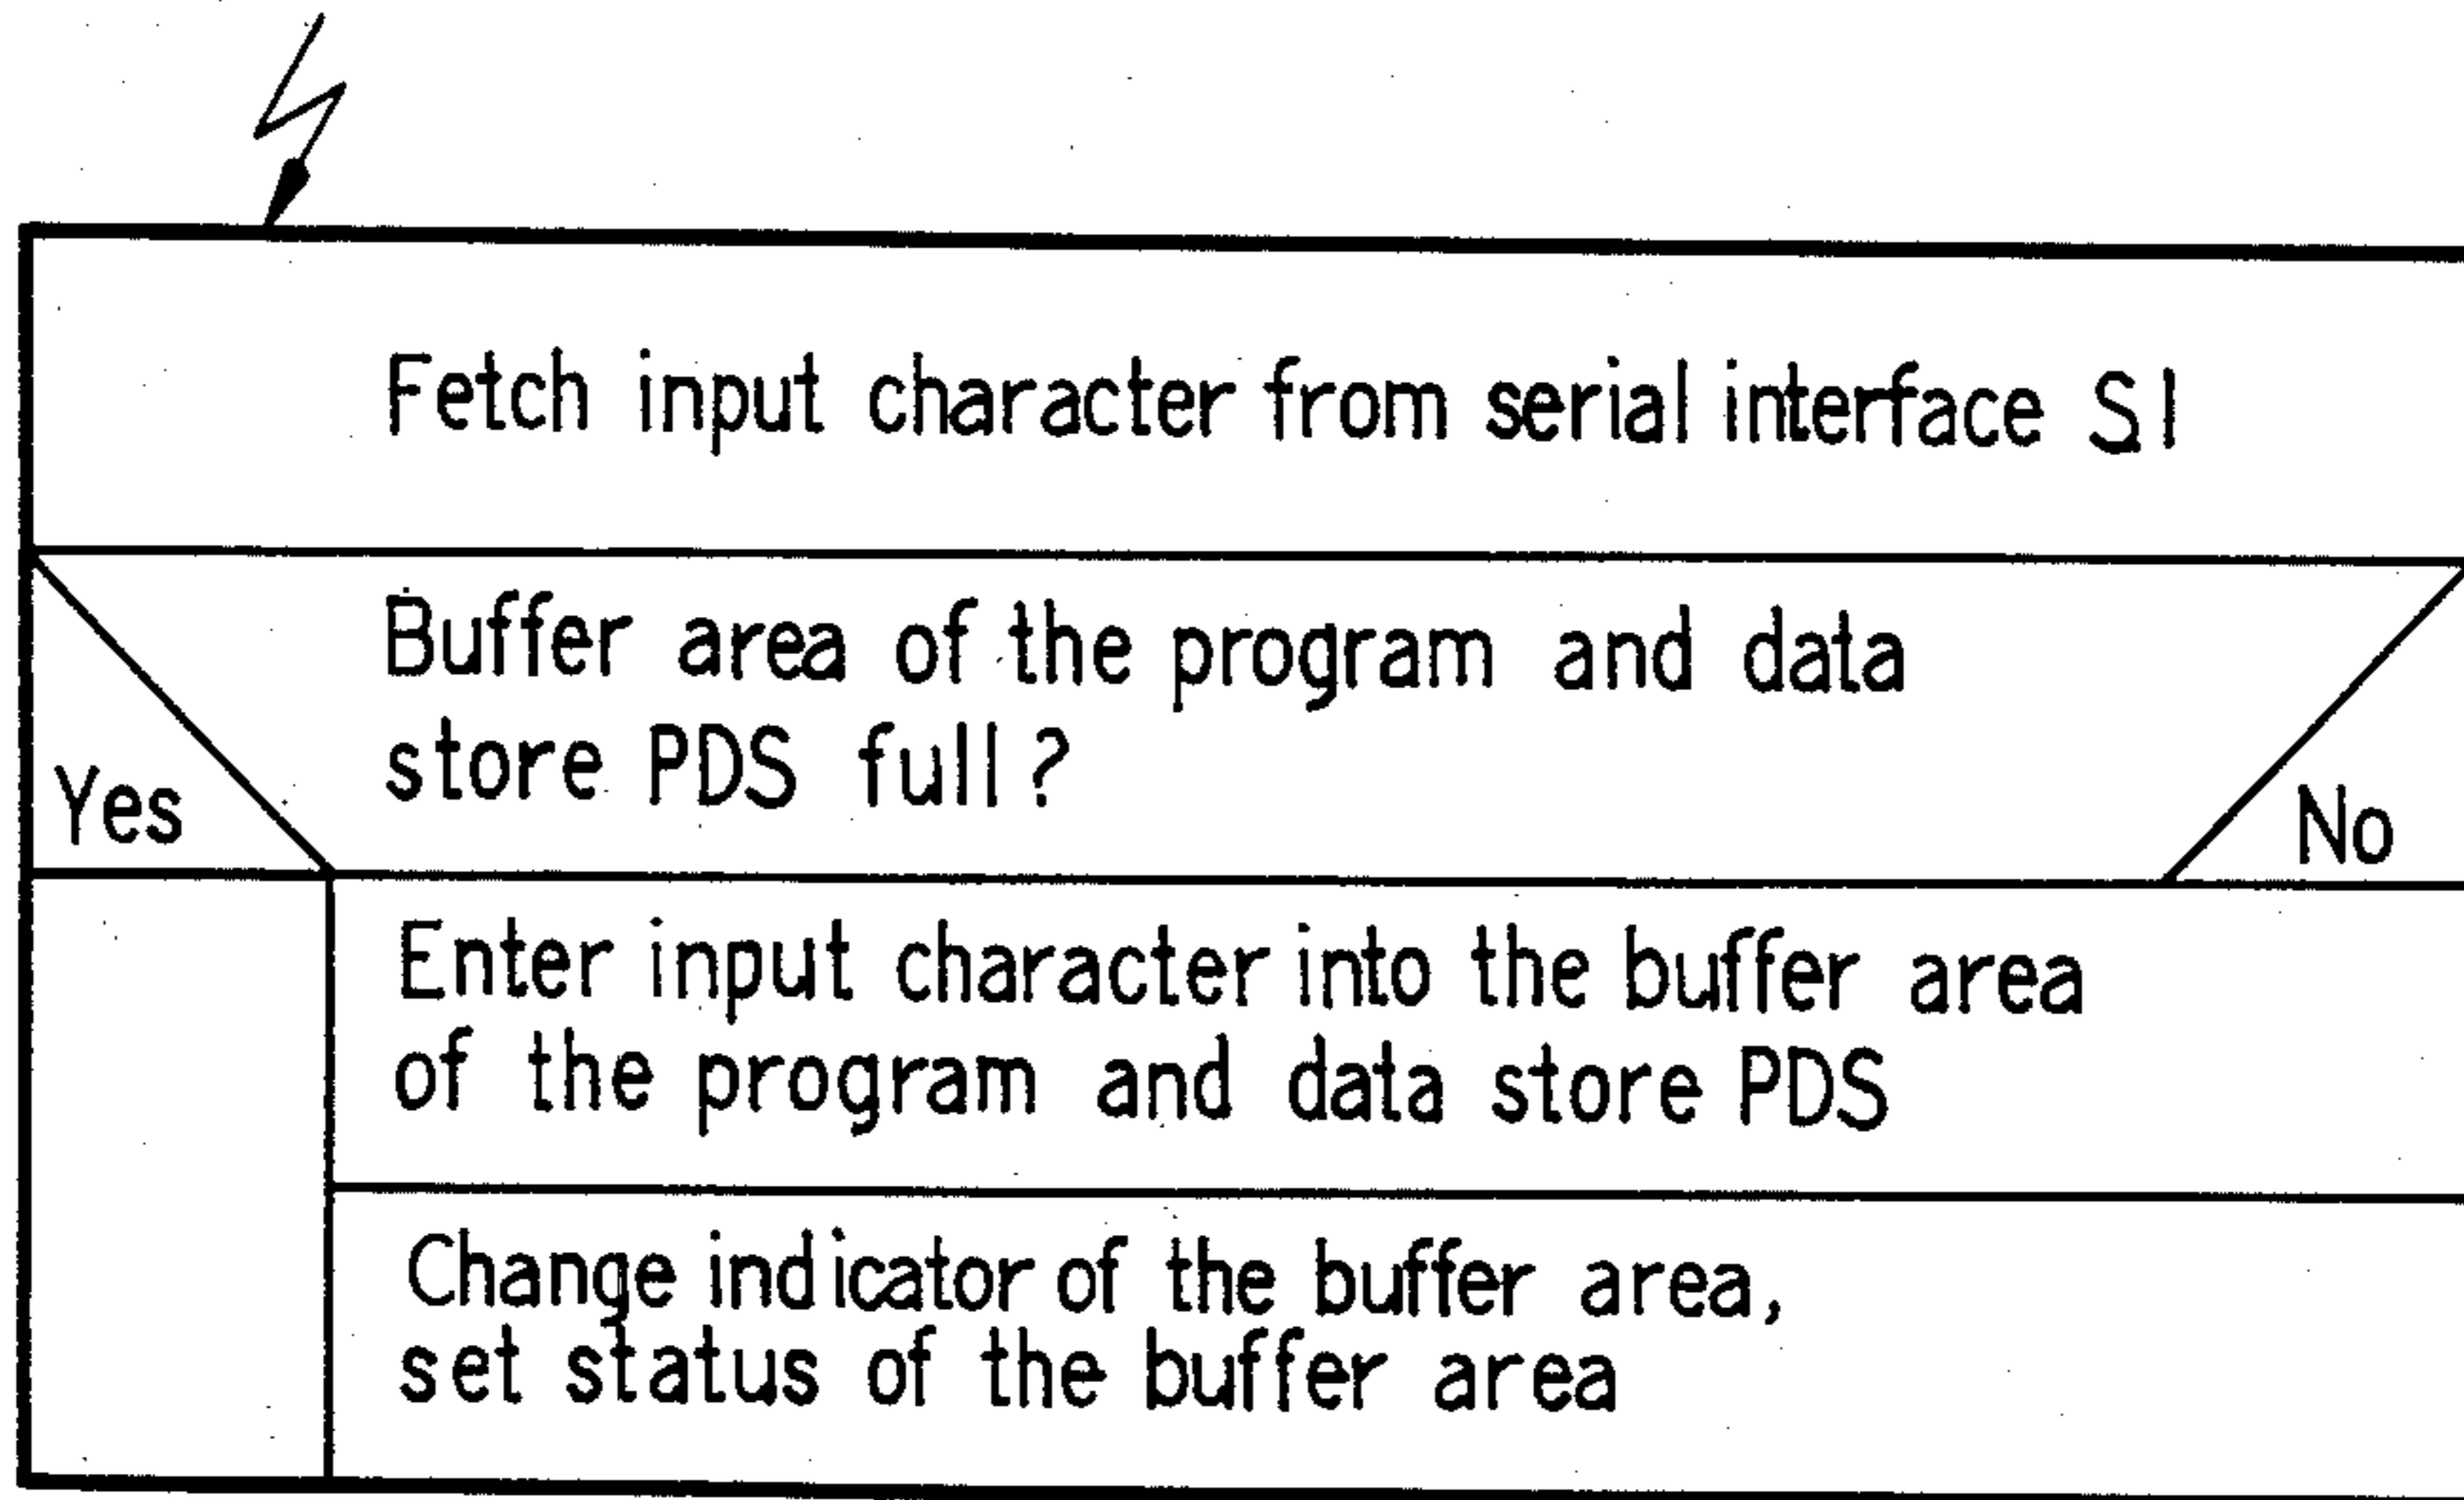 Fetch input character from serial interface SI
Buffer area of the program and data
store PDS full?
Yes
No
Enter input character into the buffer area
of the program and data store PDS
Change indicator of the buffer area,
set status of the buffer area